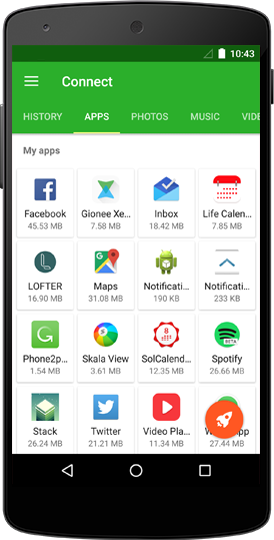 10:43
Connect
HISTORY APPS PHOTOS MUSIC VIDE
My apps
Facebook Gionee Xe... Inbox Life Calen...
45.53 MB 7.58 MB 18.42 MB 7.85 MB
LOFTER Maps Notificati... Notificati...
16.90 MB 31.08 MB 190 KB 233 KB
Phone2p... Skala View SolCalend... Spotify
1.54 MB 3.61 MB 12.35 MB 26.66 MB
Stack Twitter Video Pla...
26.24 MB 21.21 MB 11.34 MB 27.44 MB